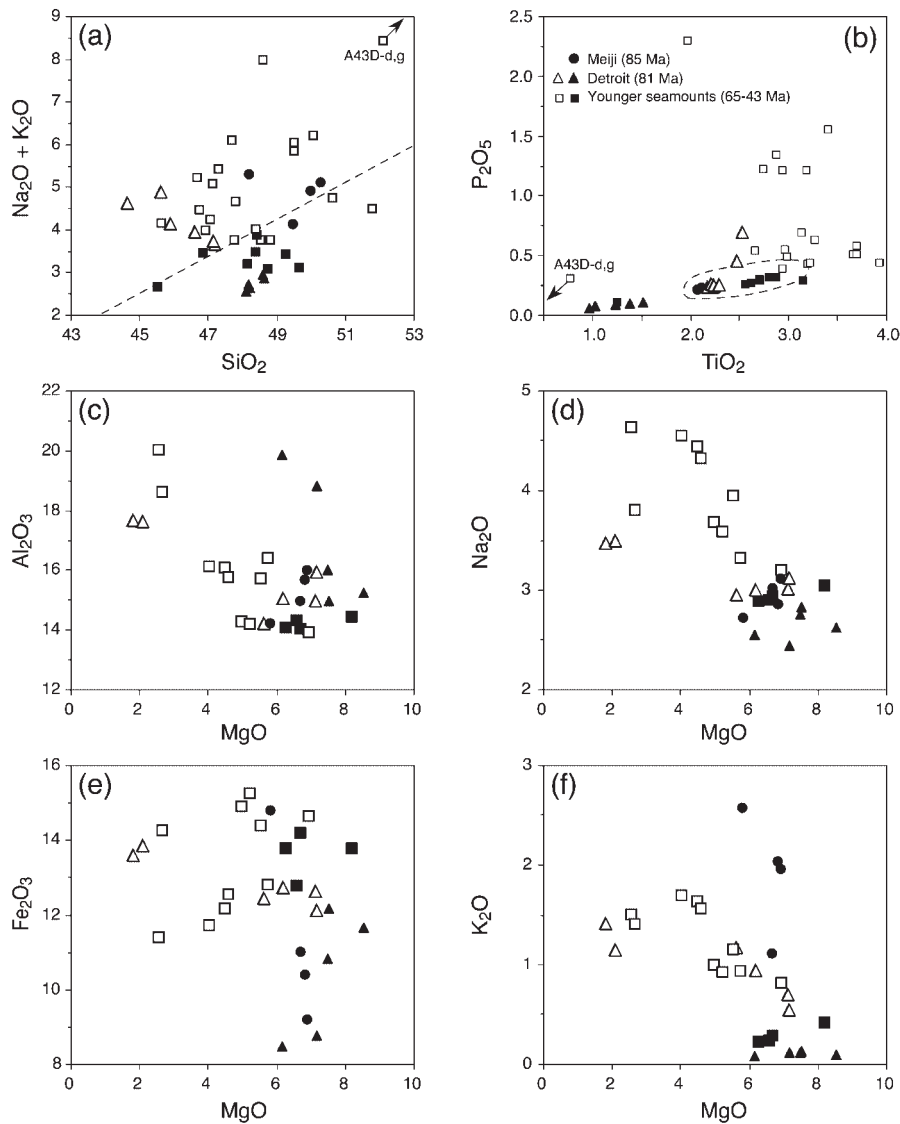 (a)
9
8
7
6
5
4
3
2
43
45
47
49
51
53
Na₂O + K₂O
SiO₂
A43D-d,g
(b)
2.5
2.0
1.5
1.0
0.5
0.0
1.0
2.0
3.0
4.0
P₂O₅
TiO₂
Meiji (85 Ma)
Detroit (81 Ma)
Younger seamounts (65-43 Ma)
A43D-d,g
(c)
22
20
18
16
14
12
0
2
4
6
8
10
Al₂O₃
MgO
(d)
5
4
3
2
0
2
4
6
8
10
Na₂O
MgO
(e)
16
14
12
10
8
0
2
4
6
8
10
Fe₂O₃
MgO
(f)
3
2
1
0
0
2
4
6
8
10
K₂O
MgO